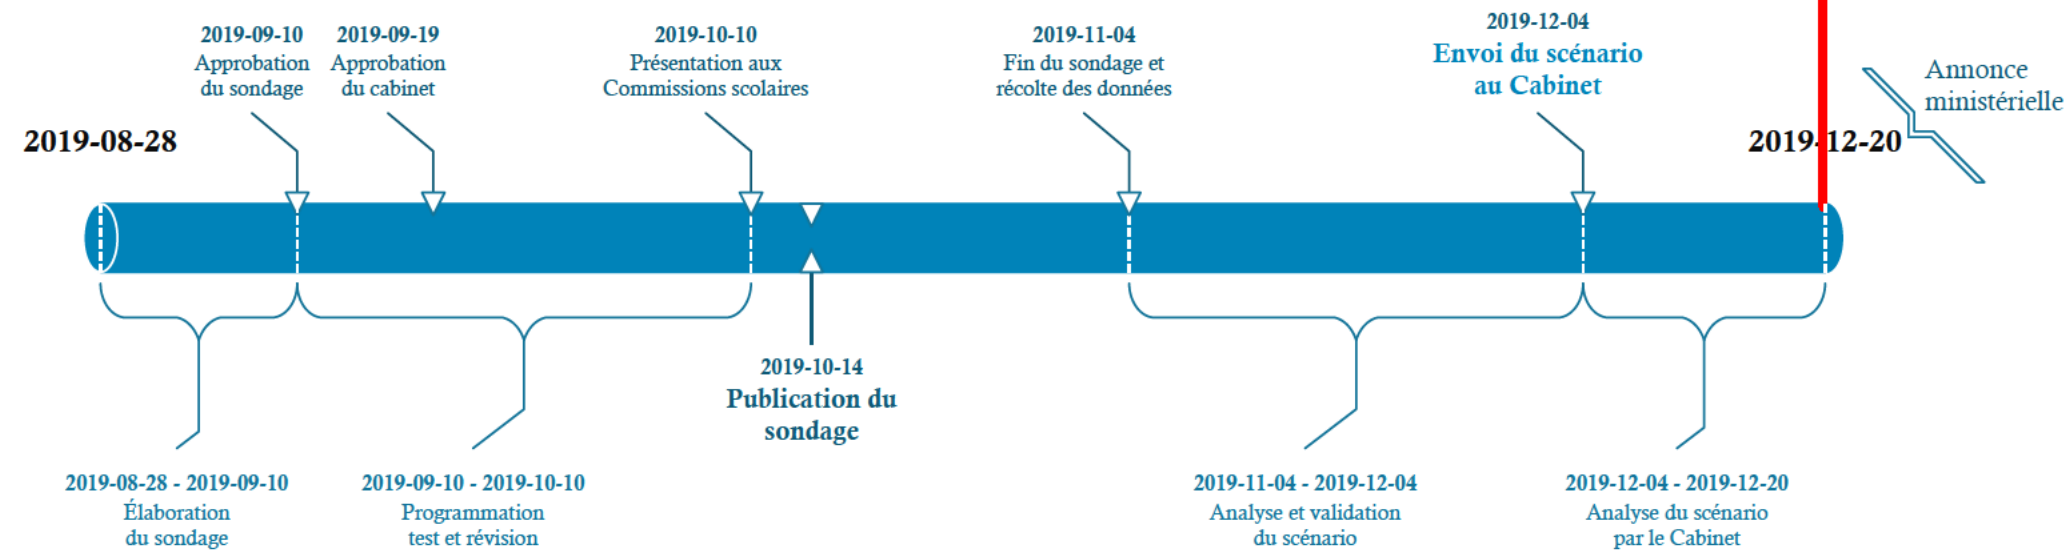 2019-09-10
Approbation
du sondage
2019-09-19
Approbation
du cabinet
2019-10-10
Présentation aux
Commissions scolaires
2019-11-04
Fin du sondage et
récolte des données
2019-12-04
Envoi du scénario
au Cabinet
Annonce
ministérielle
2019-08-28
2019-12-20
2019-10-14
Publication du
sondage
2019-08-28 - 2019-09-10
Élaboration
du sondage
2019-09-10 - 2019-10-10
Programmation
test et révision
2019-11-04 - 2019-12-04
Analyse et validation
du scénario
2019-12-04 - 2019-12-20
Analyse du scénario
par le Cabinet